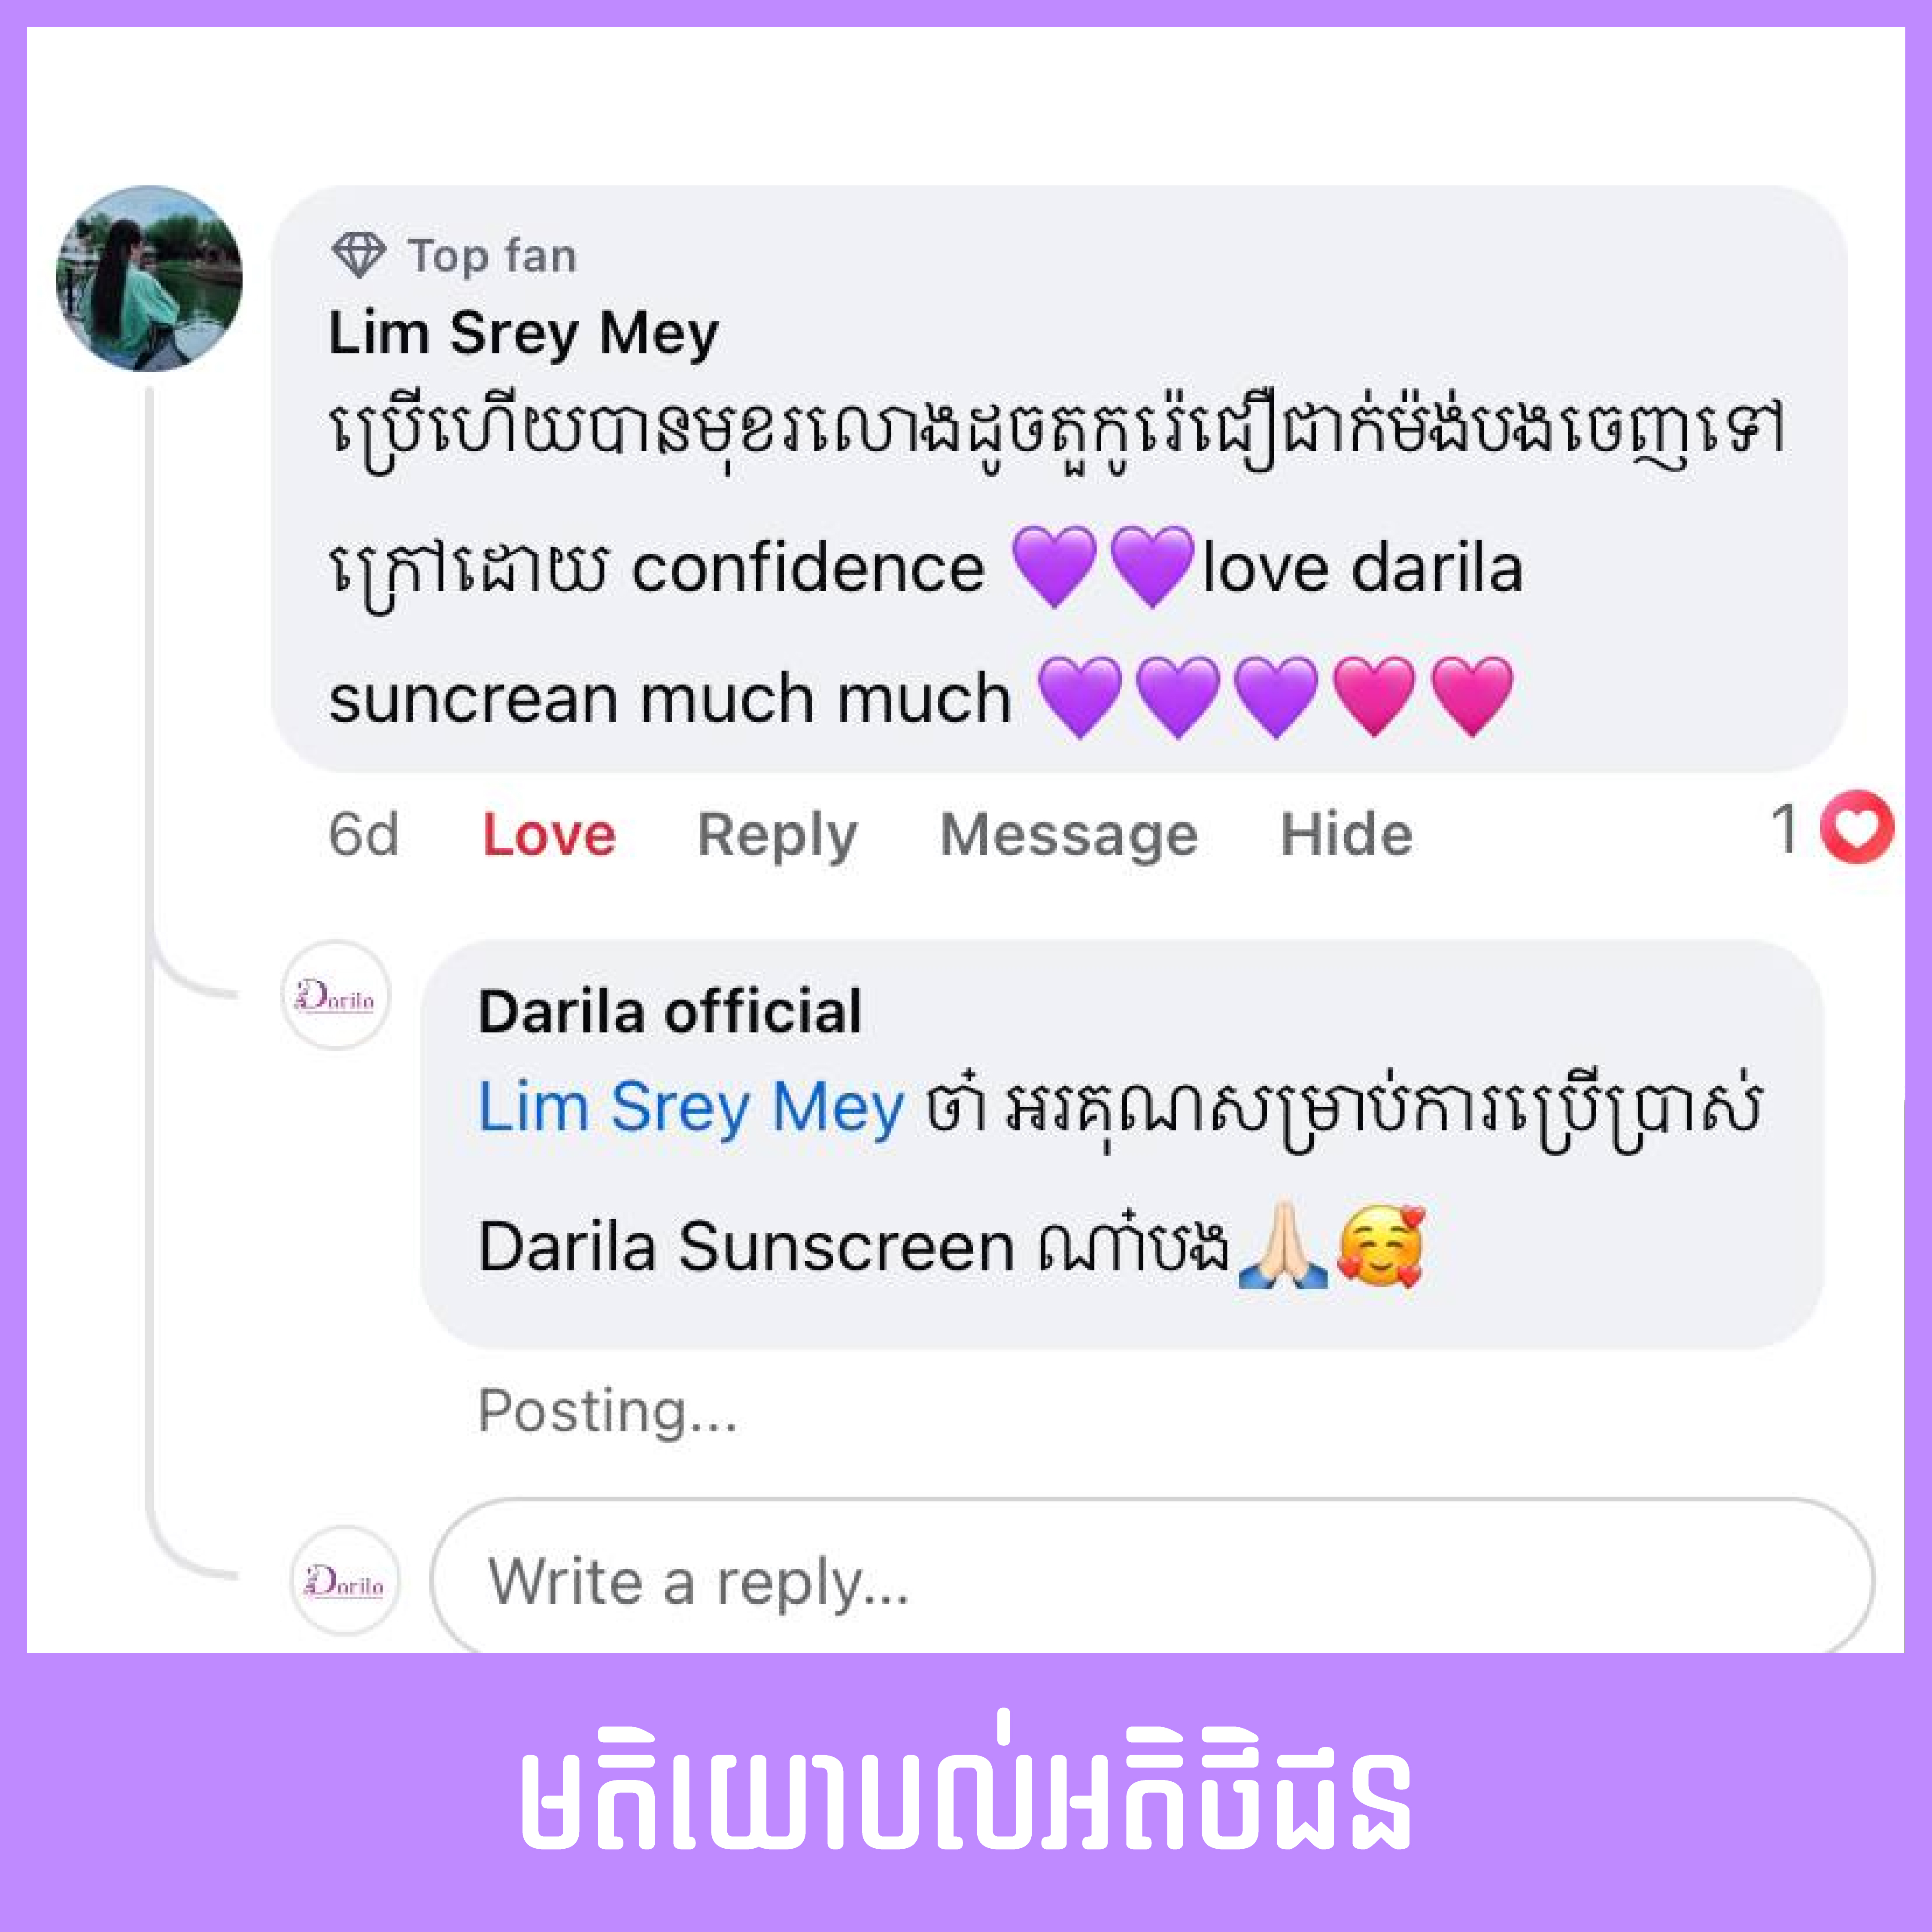 Top fan
Lim Srey Mey
ប្រើហើយបានមុខរលោងដូចតួកូរ៉េជឿជាក់ម៉ង់បងចេញទៅ
ក្រៅដោយ confidence 💜💜love darila
suncrean much much 💜💜💜🩷🩷
6d Love Reply Message Hide 1
Darila
Darila official
Lim Srey Mey ចា៎ អរគុណសម្រាប់ការប្រើប្រាស់
Darila Sunscreen ណា៎បង🙏🏻🥰
Posting...
Darila
Write a reply...
មតិយោបល់អតិថិជន